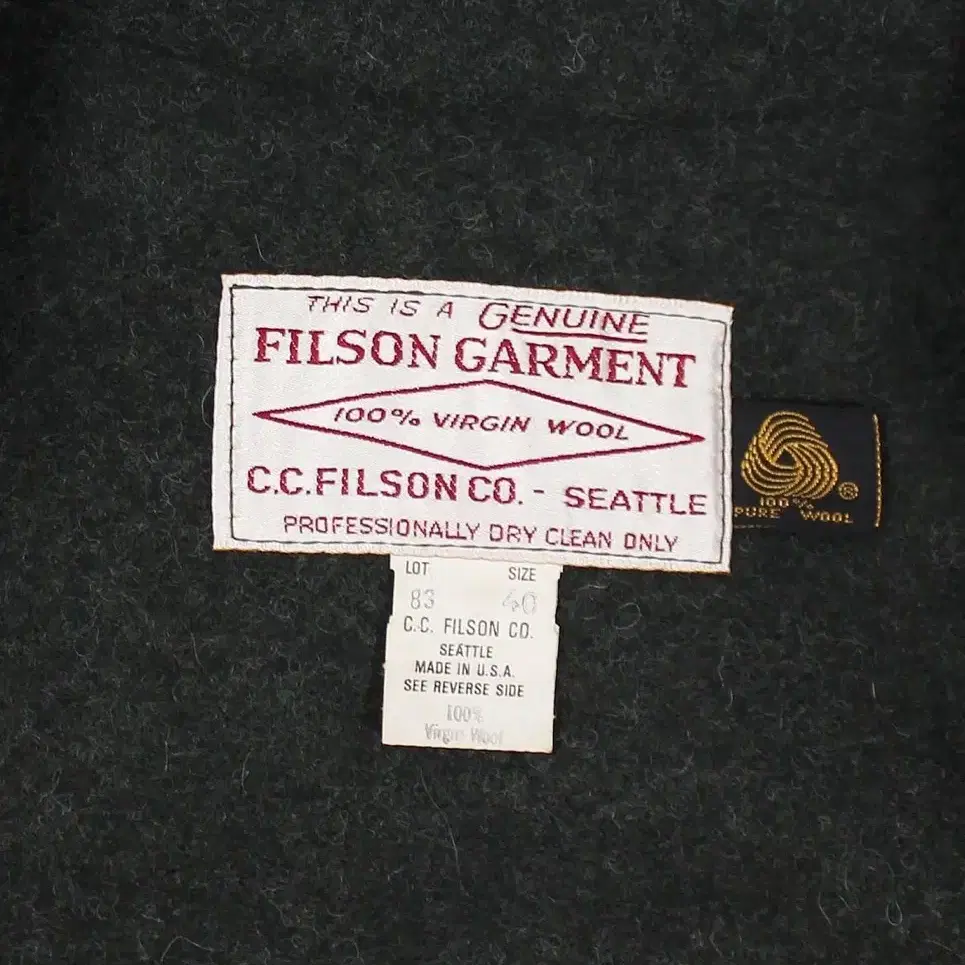 THIS IS A GENUINE
FILSON GARMENT
100% VIRGIN WOOL
C.C. FILSON CO. - SEATTLE
PROFESSIONALLY DRY CLEAN ONLY
®
100%
PURE WOOL
LOT SIZE
83 40
C.C. FILSON CO.
SEATTLE
MADE IN U.S.A.
SEE REVERSE SIDE
100%
Virgin Wool